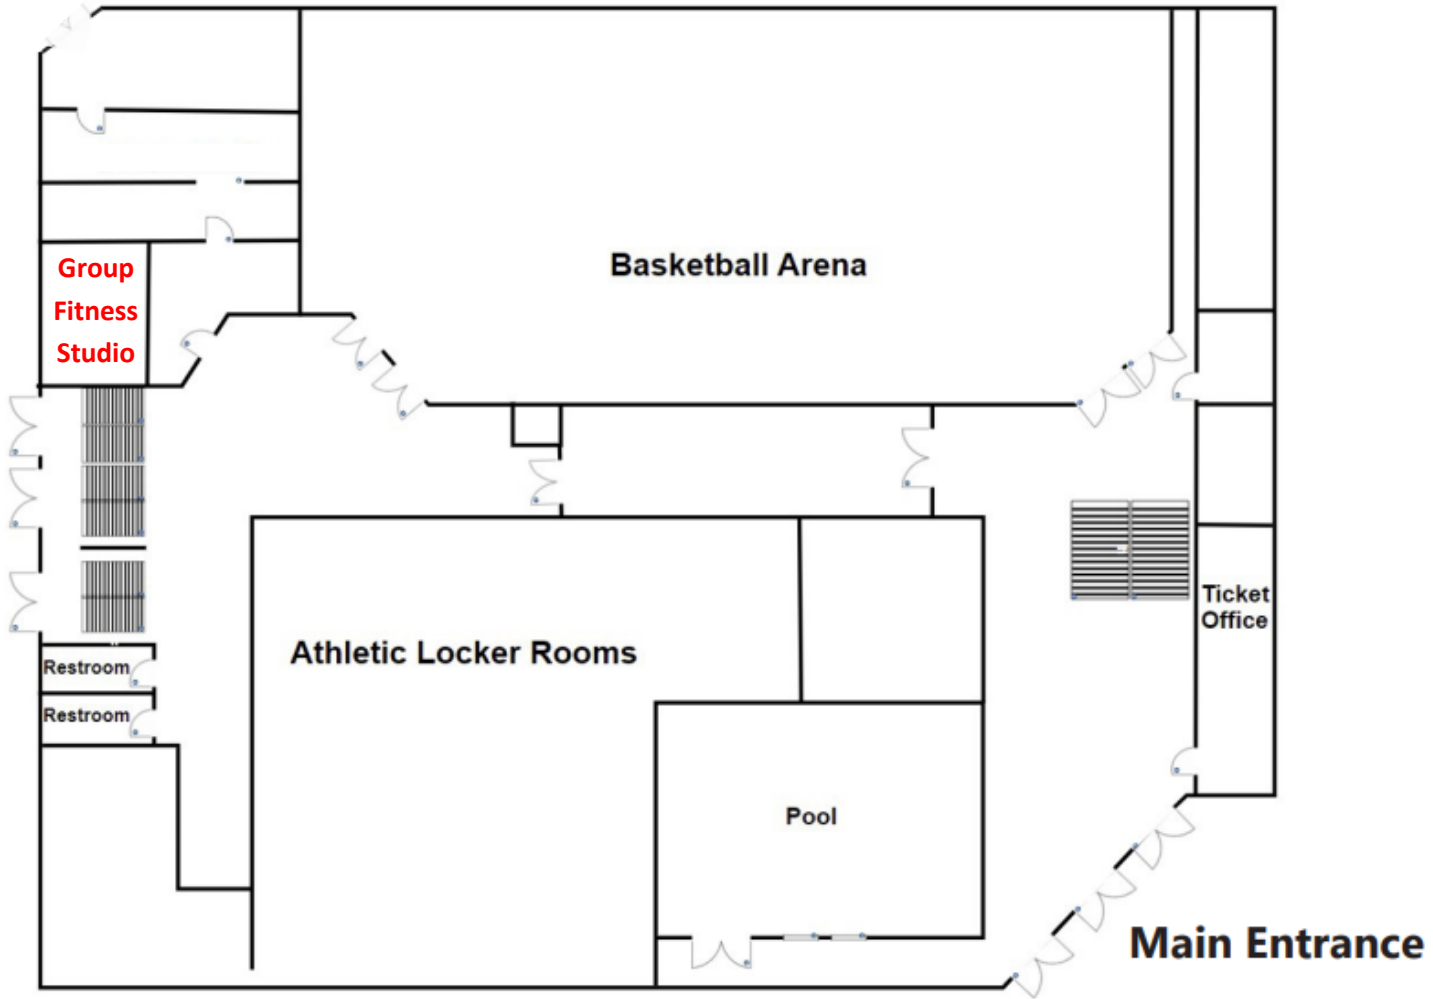 Basketball Arena
Group
Fitness
Studio
Ticket
Office
Athletic Locker Rooms
Restroom
Restroom
Pool
Main Entrance